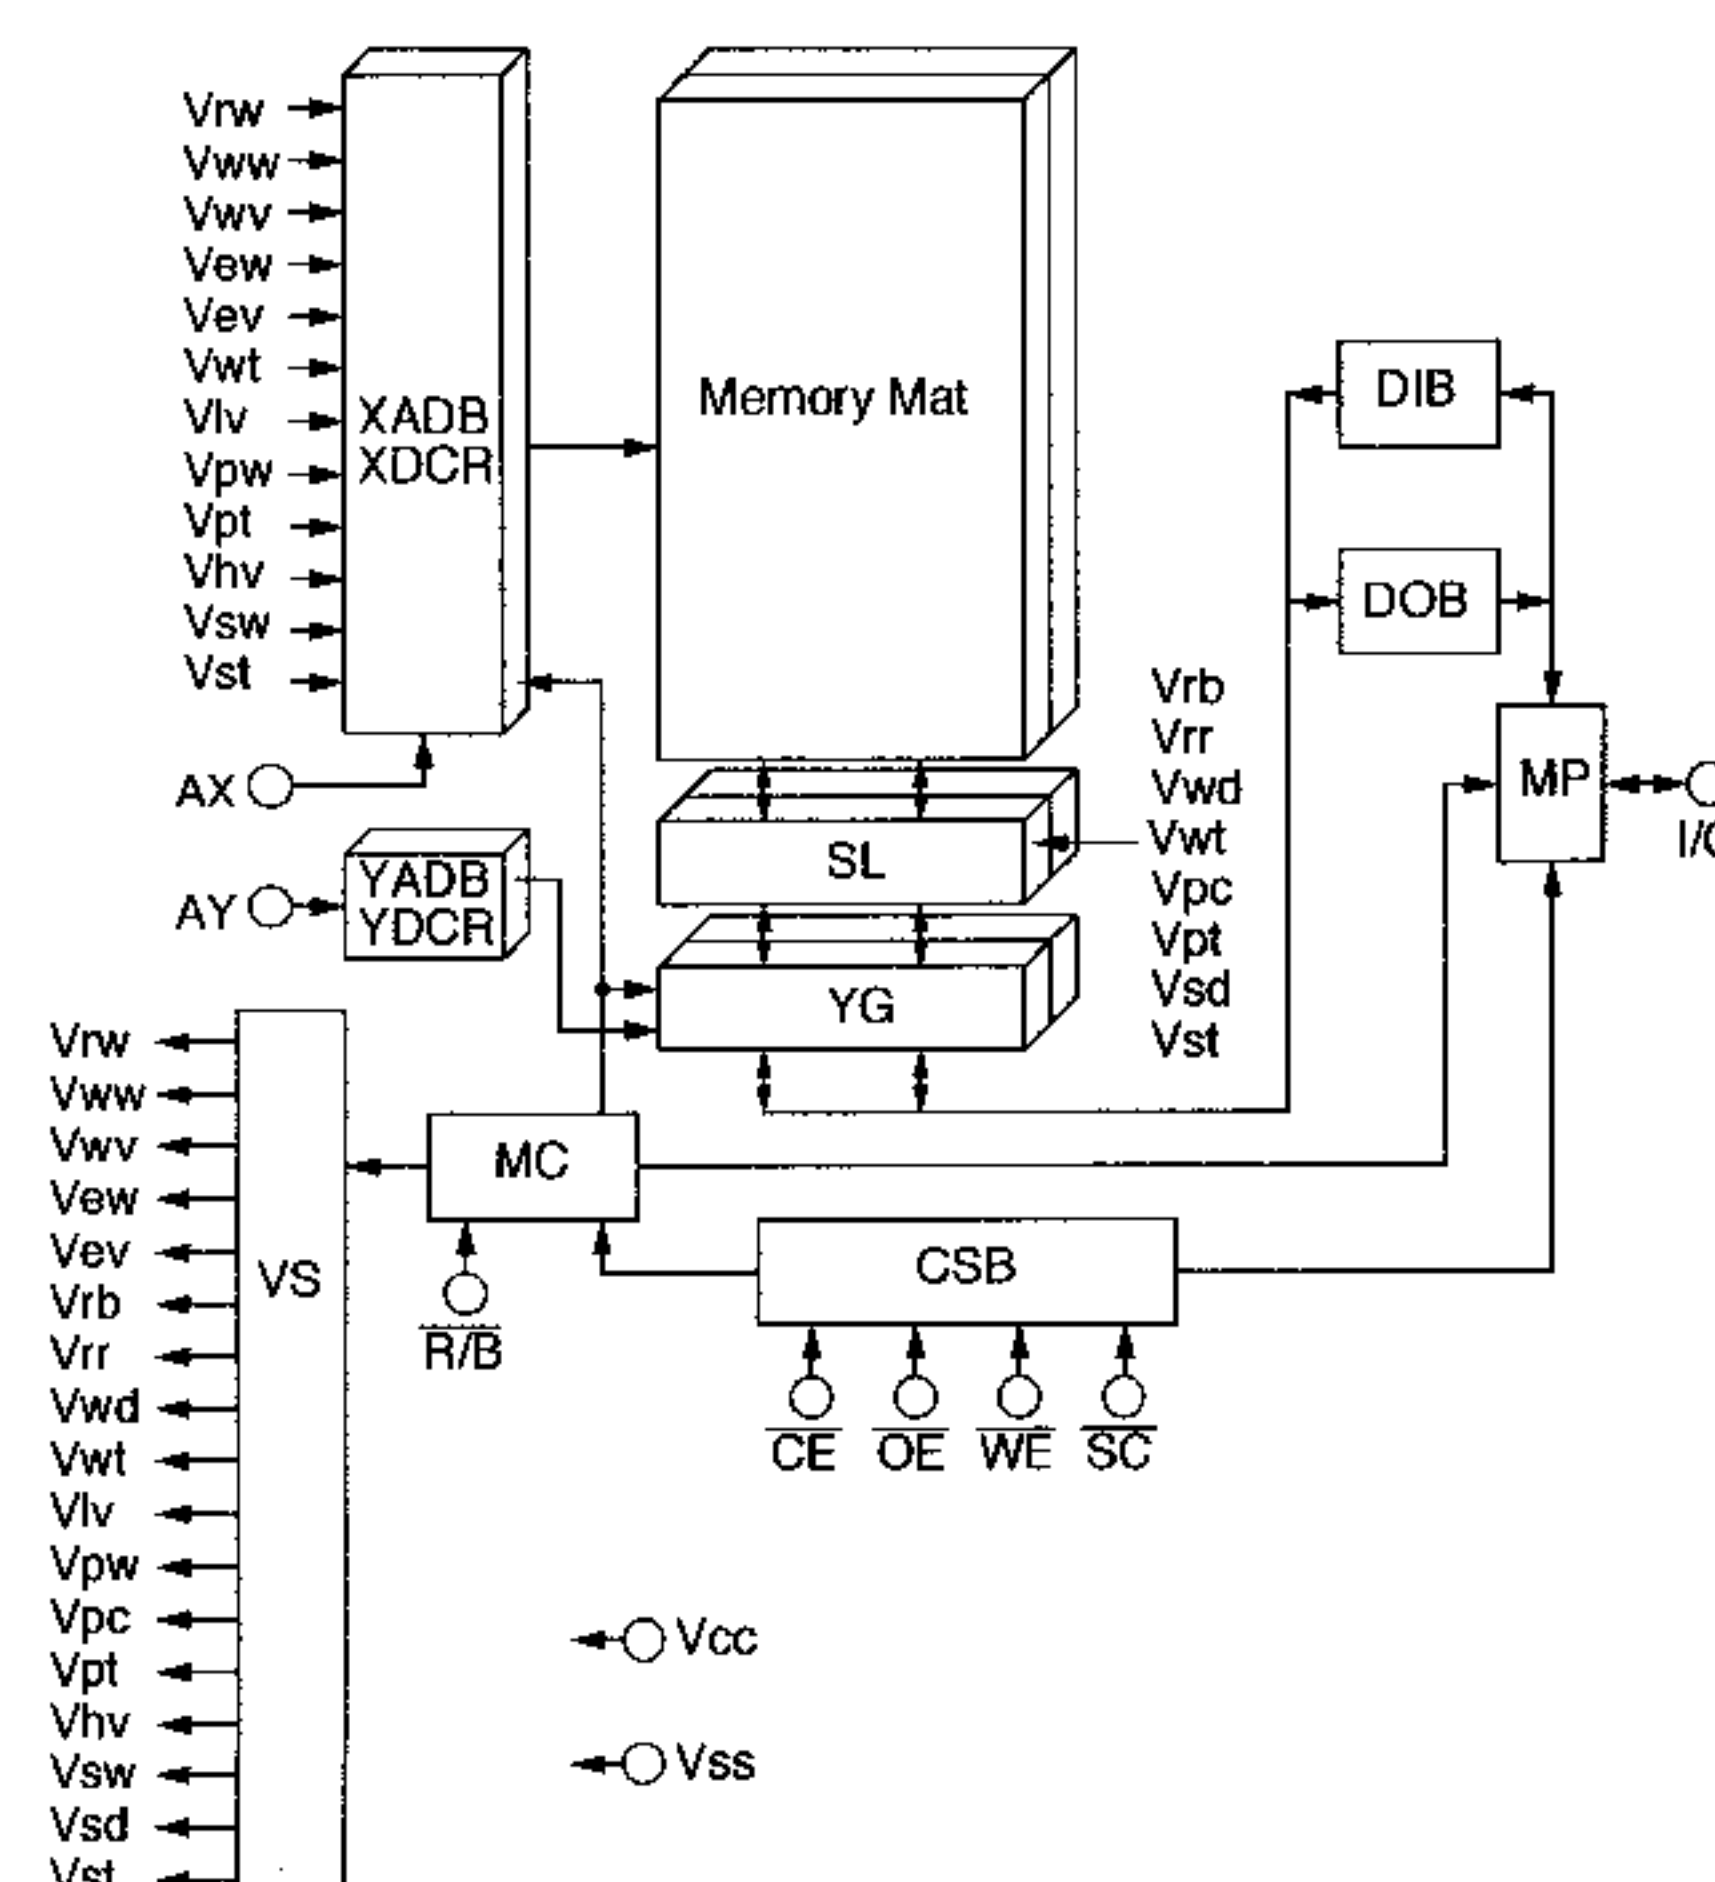 Vrw
Vww
Vwv
Vew
Vev
Vwt
Vlv
Vpw
Vpt
Vhv
Vsw
Vst
XADB
XDCR
Memory Mat
DIB
DOB
MP
AX
AY
YADB
YDCR
SL
YG
Vrb
Vrr
Vwd
Vwt
Vpc
Vpt
Vsd
Vst
MC
R/B
CSB
CE
OE
WE
SC
VS
Vrw
Vww
Vwv
Vew
Vev
Vrb
Vrr
Vwd
Vwt
Vlv
Vpw
Vpc
Vpt
Vhv
Vsw
Vsd
Vst
Vcc
Vss